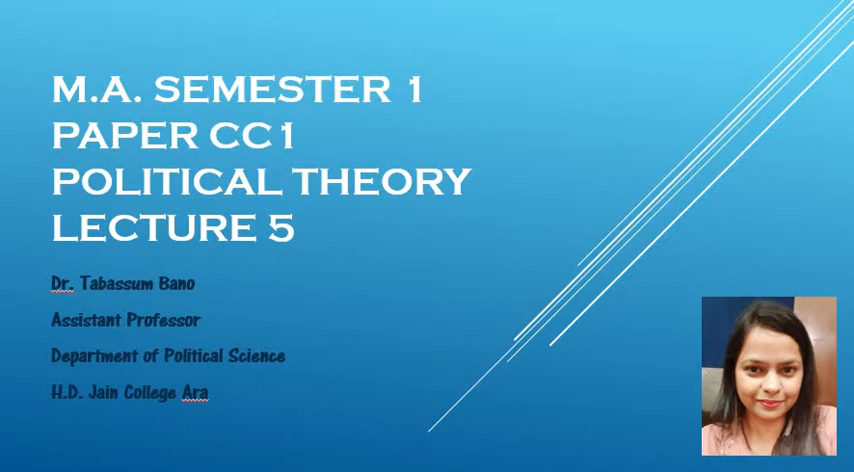 M.A. SEMESTER 1
PAPER CC1
POLITICAL THEORY
LECTURE 5
Dr. Tabassum Bano
Assistant Professor
Department of Political Science
H.D. Jain College Ara